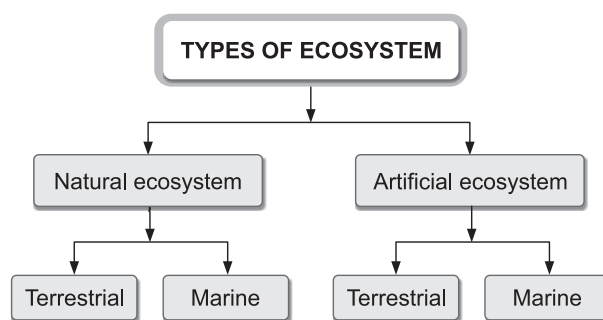 TYPES OF ECOSYSTEM
Natural ecosystem
Artificial ecosystem
Terrestrial
Marine
Terrestrial
Marine